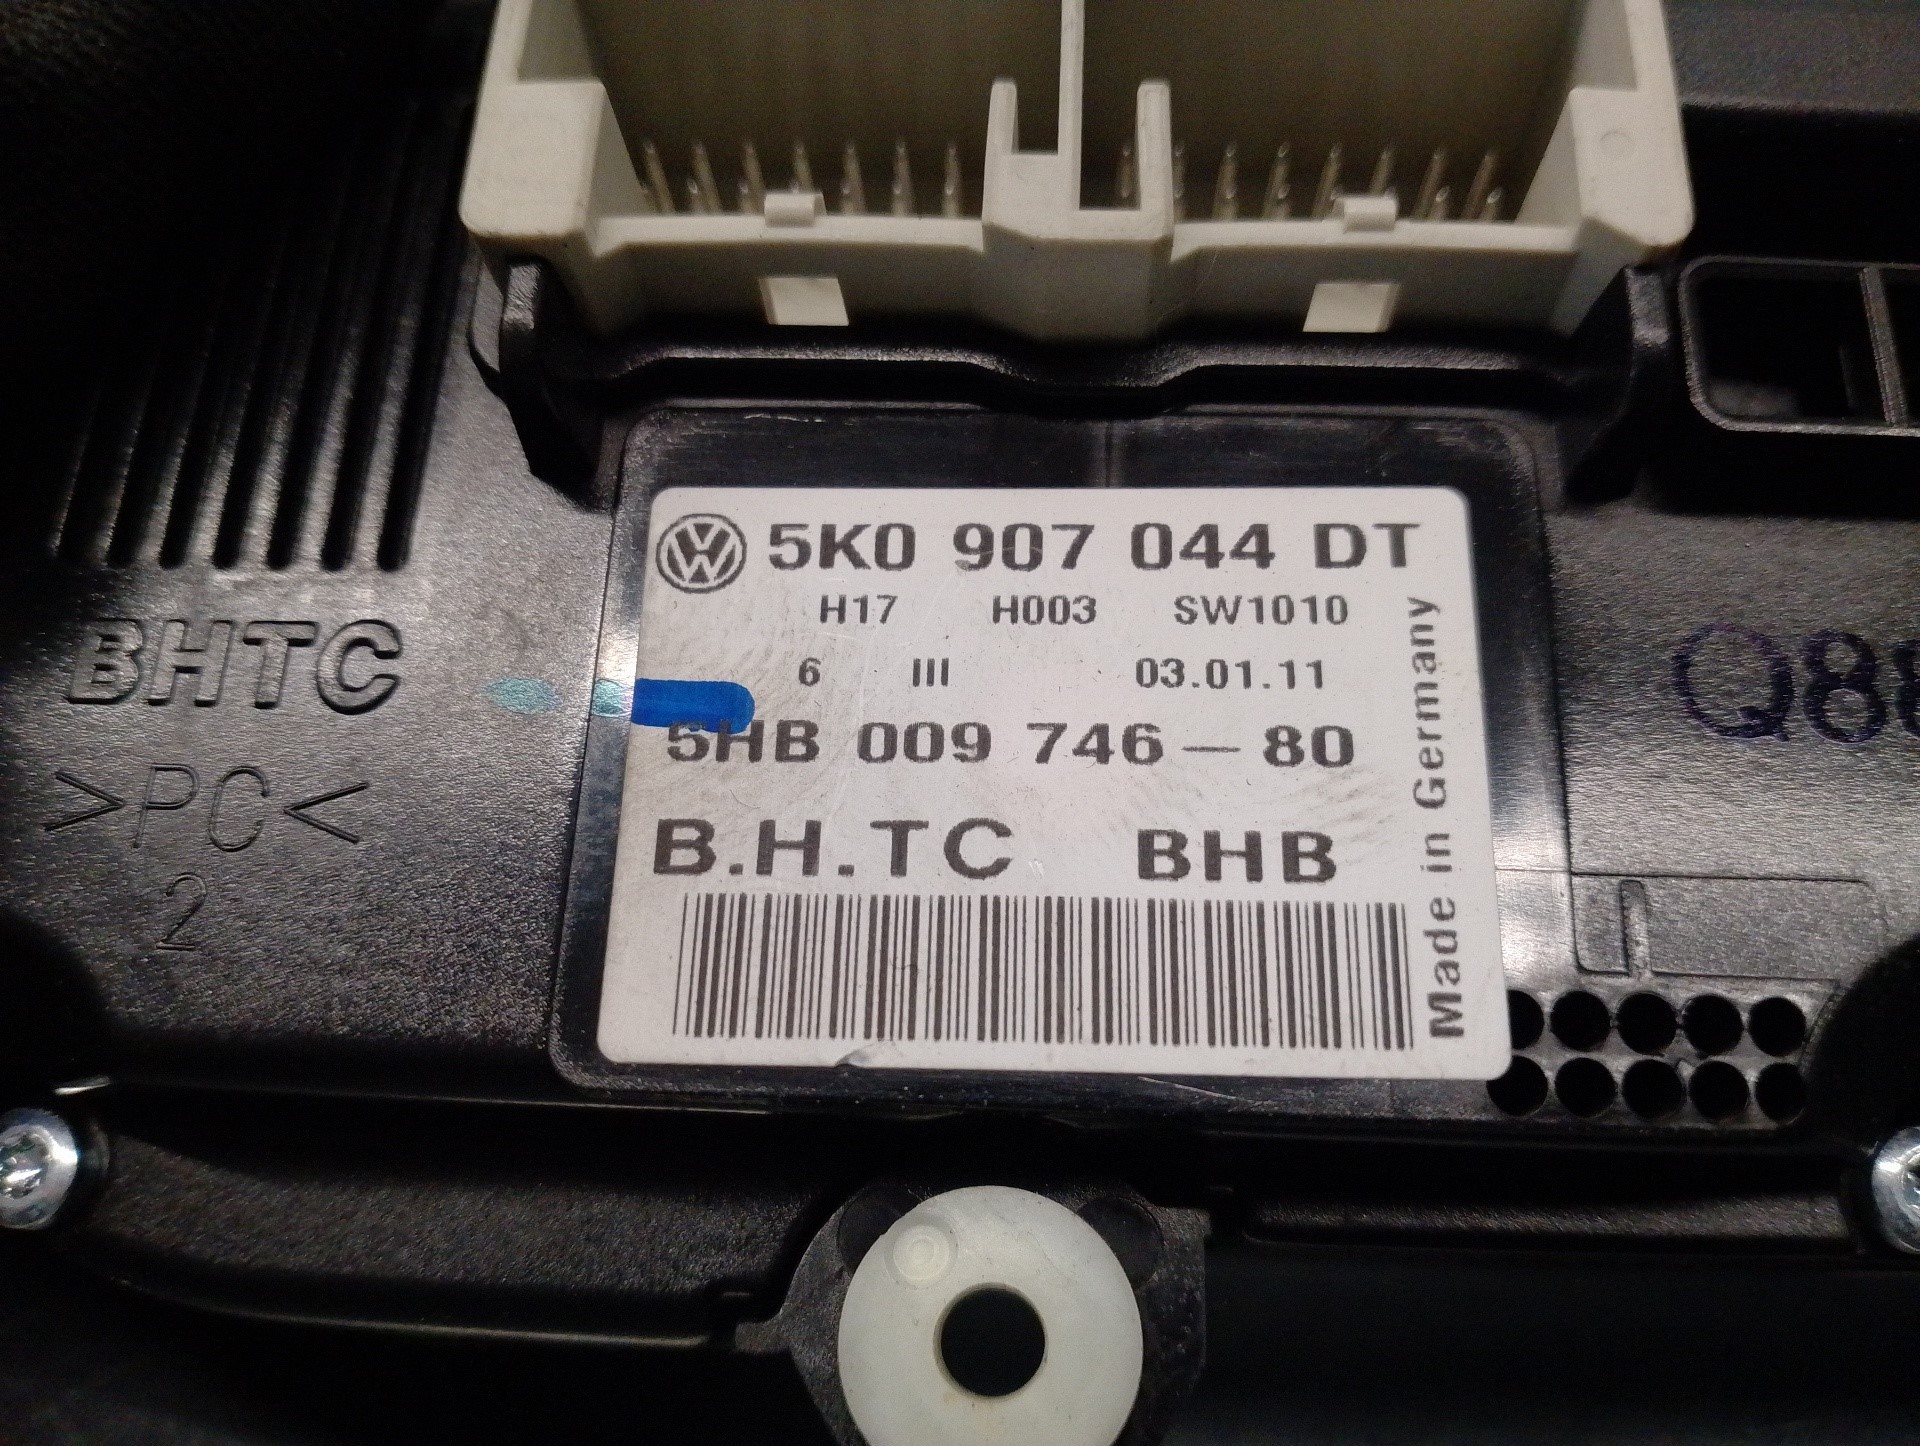 5K0 907 044 DT
H17 H003 SW1010
6 III 03.01.11
5HB 009 746-80
B.H.TC BHB
Made in Germany
BHTC
>PC<
2